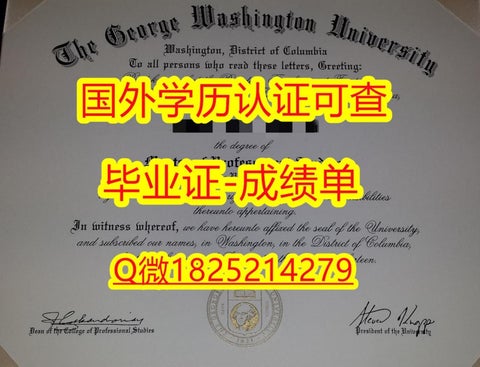 The George Washington University
Washington, District of Columbia
To all persons who read these letters, Greeting:
国外学历认证可查
the degree of
毕业证-成绩单
thereunto appertaining.
In witness whereof, we have hereunto affixed the seal of the University,
and subscribed our names, in Washington, in the District of Columbia,
Q微1825214279
Dean of the College of Professional Studies
President of the University